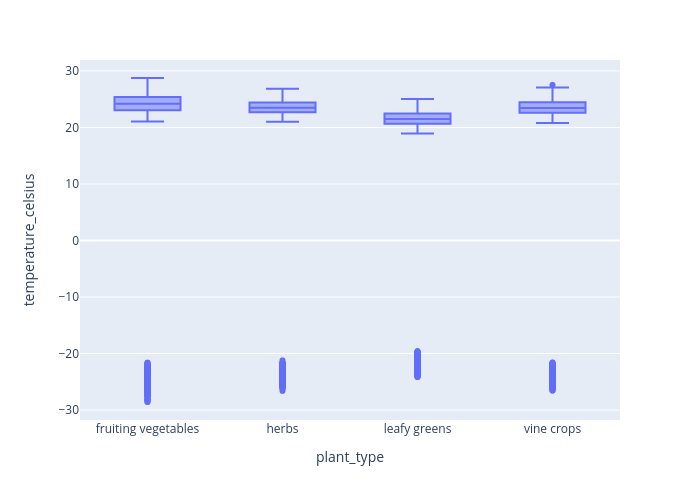 temperature_celsius
30
20
10
0
−10
−20
−30
fruiting vegetables
herbs
leafy greens
vine crops
plant_type